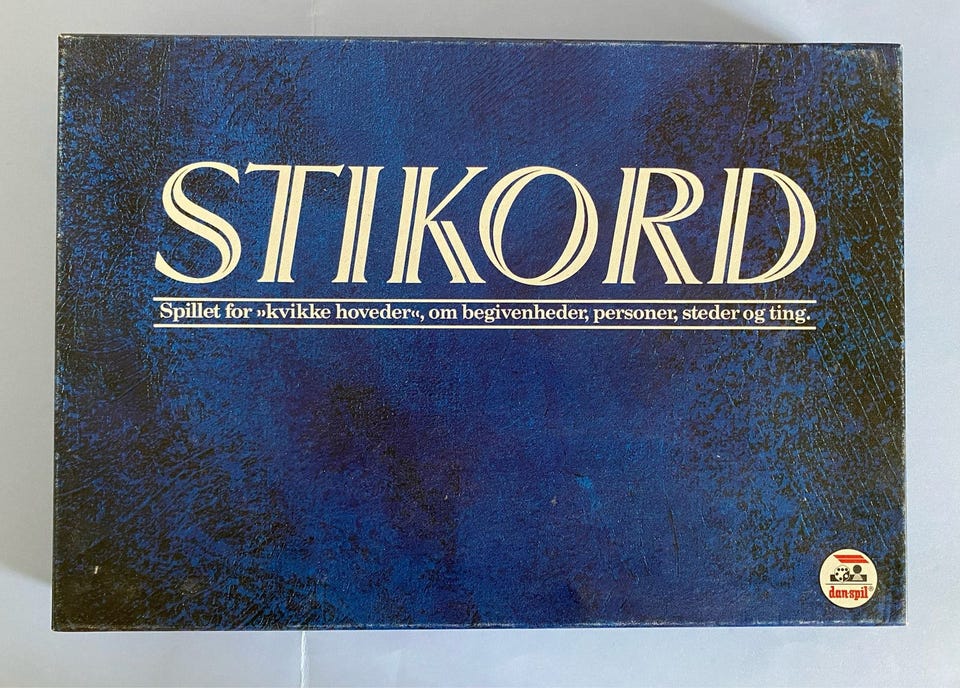 STIKORD
Spillet for »kvikke hoveder«, om begivenheder, personer, steder og ting.
dan-spil®